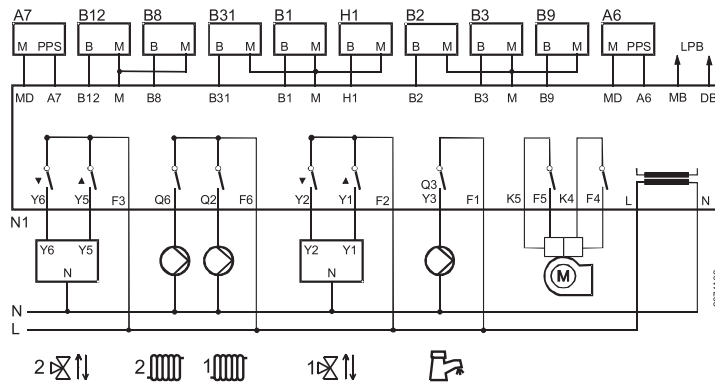 A7 B12 B8 B31 B1 H1 B2 B3 B9 A6 LPB
M PPS B M B M B M B M B M B M B M B M M PPS
MD A7 B12 M B8 B31 B1 M H1 B2 B3 M B9 MD A6 MB DB
Q3
Y6 Y5 F3 Q6 Q2 F6 Y2 Y1 F2 Y3 F1 K5 F5 K4 F4 L N
N1
Y6 Y5 Y2 Y1
N N M
N
L
2 2 1 1